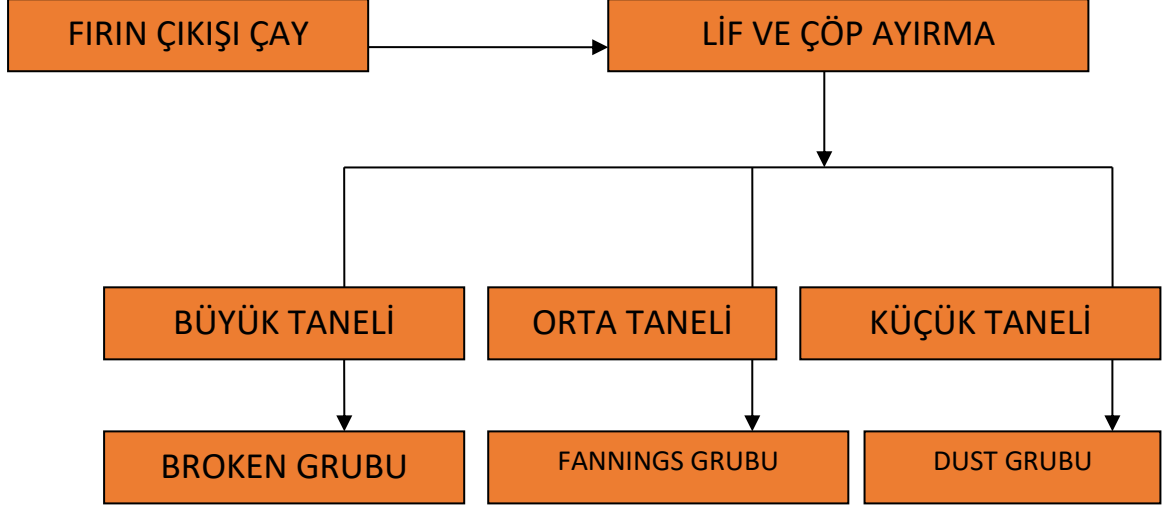 FIRIN ÇIKIŞI ÇAY
LİF VE ÇÖP AYIRMA
BÜYÜK TANELİ
ORTA TANELİ
KÜÇÜK TANELİ
BROKEN GRUBU
FANNINGS GRUBU
DUST GRUBU